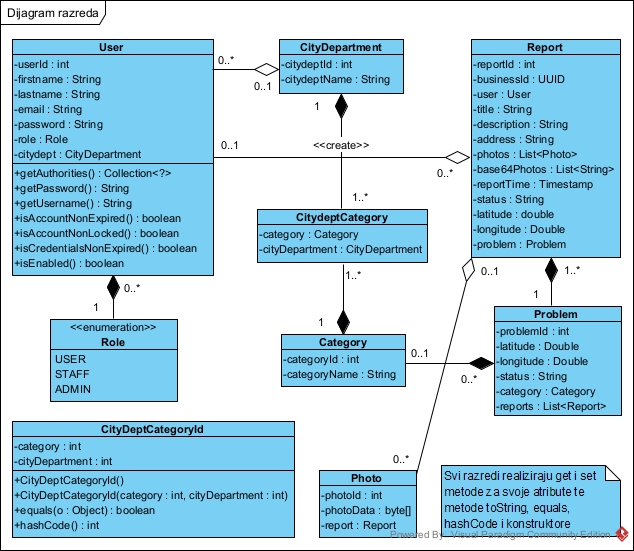 Dijagram razreda
User
-userId : int
-firstname : String
-lastname : String
-email : String
-password : String
-role : Role
-citydept : CityDepartment
+getAuthorities() : Collection<?>
+getPassword() : String
+getUsername() : String
+isAccountNonExpired() : boolean
+isAccountNonLocked() : boolean
+isCredentialsNonExpired() : boolean
+isEnabled() : boolean
0..*
0..1
CityDepartment
-citydeptId : int
-citydeptName : String
1
0..1
<<create>>
0..*
1..*
Report
-reportId : int
-businessId : UUID
-user : User
-title : String
-description : String
-address : String
-photos : List<Photo>
-base64Photos : List<String>
-reportTime : Timestamp
-status : String
-latitude : double
-longitude : Double
-problem : Problem
CitydeptCategory
-category : Category
-cityDepartment : CityDepartment
1..*
1
0..*
1
<<enumeration>>
Role
USER
STAFF
ADMIN
Category
-categoryId : int
-categoryName : String
0..1
0..*
0..1
1..*
1
Problem
-problemId : int
-latitude : Double
-longitude : Double
-status : String
-category : Category
-reports : List<Report>
CityDeptCategoryId
-category : int
-cityDepartment : int
+CityDeptCategoryId()
+CityDeptCategoryId(category : int, cityDepartment : int)
+equals(o : Object) : boolean
+hashCode() : int
0..*
Photo
-photoId : int
-photoData : byte[]
-report : Report
Svi razredi realiziraju get i set
metode za svoje atribute te
metode toString, equals,
hashCode i konstruktore
Powered By Visual Paradigm Community Edition